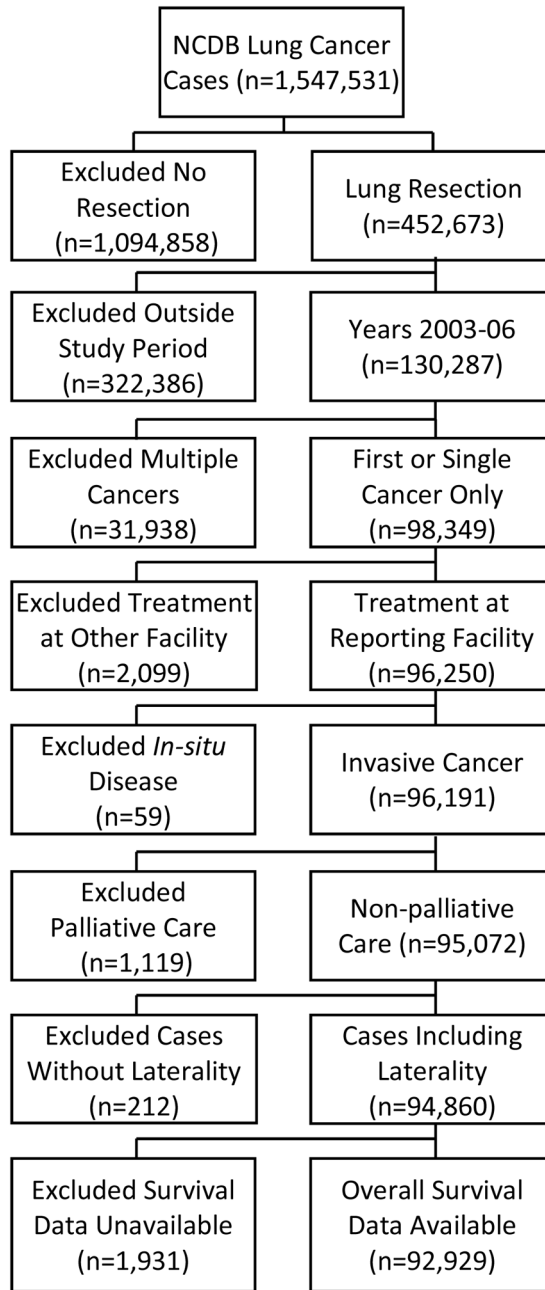 NCDB Lung Cancer
Cases (n=1,547,531)
Excluded No
Resection
(n=1,094,858)
Lung Resection
(n=452,673)
Excluded Outside
Study Period
(n=322,386)
Years 2003-06
(n=130,287)
Excluded Multiple
Cancers
(n=31,938)
First or Single
Cancer Only
(n=98,349)
Excluded Treatment
at Other Facility
(n=2,099)
Treatment at
Reporting Facility
(n=96,250)
Excluded In-situ
Disease
(n=59)
Invasive Cancer
(n=96,191)
Excluded
Palliative Care
(n=1,119)
Non-palliative
Care (n=95,072)
Excluded Cases
Without Laterality
(n=212)
Cases Including
Laterality
(n=94,860)
Excluded Survival
Data Unavailable
(n=1,931)
Overall Survival
Data Available
(n=92,929)